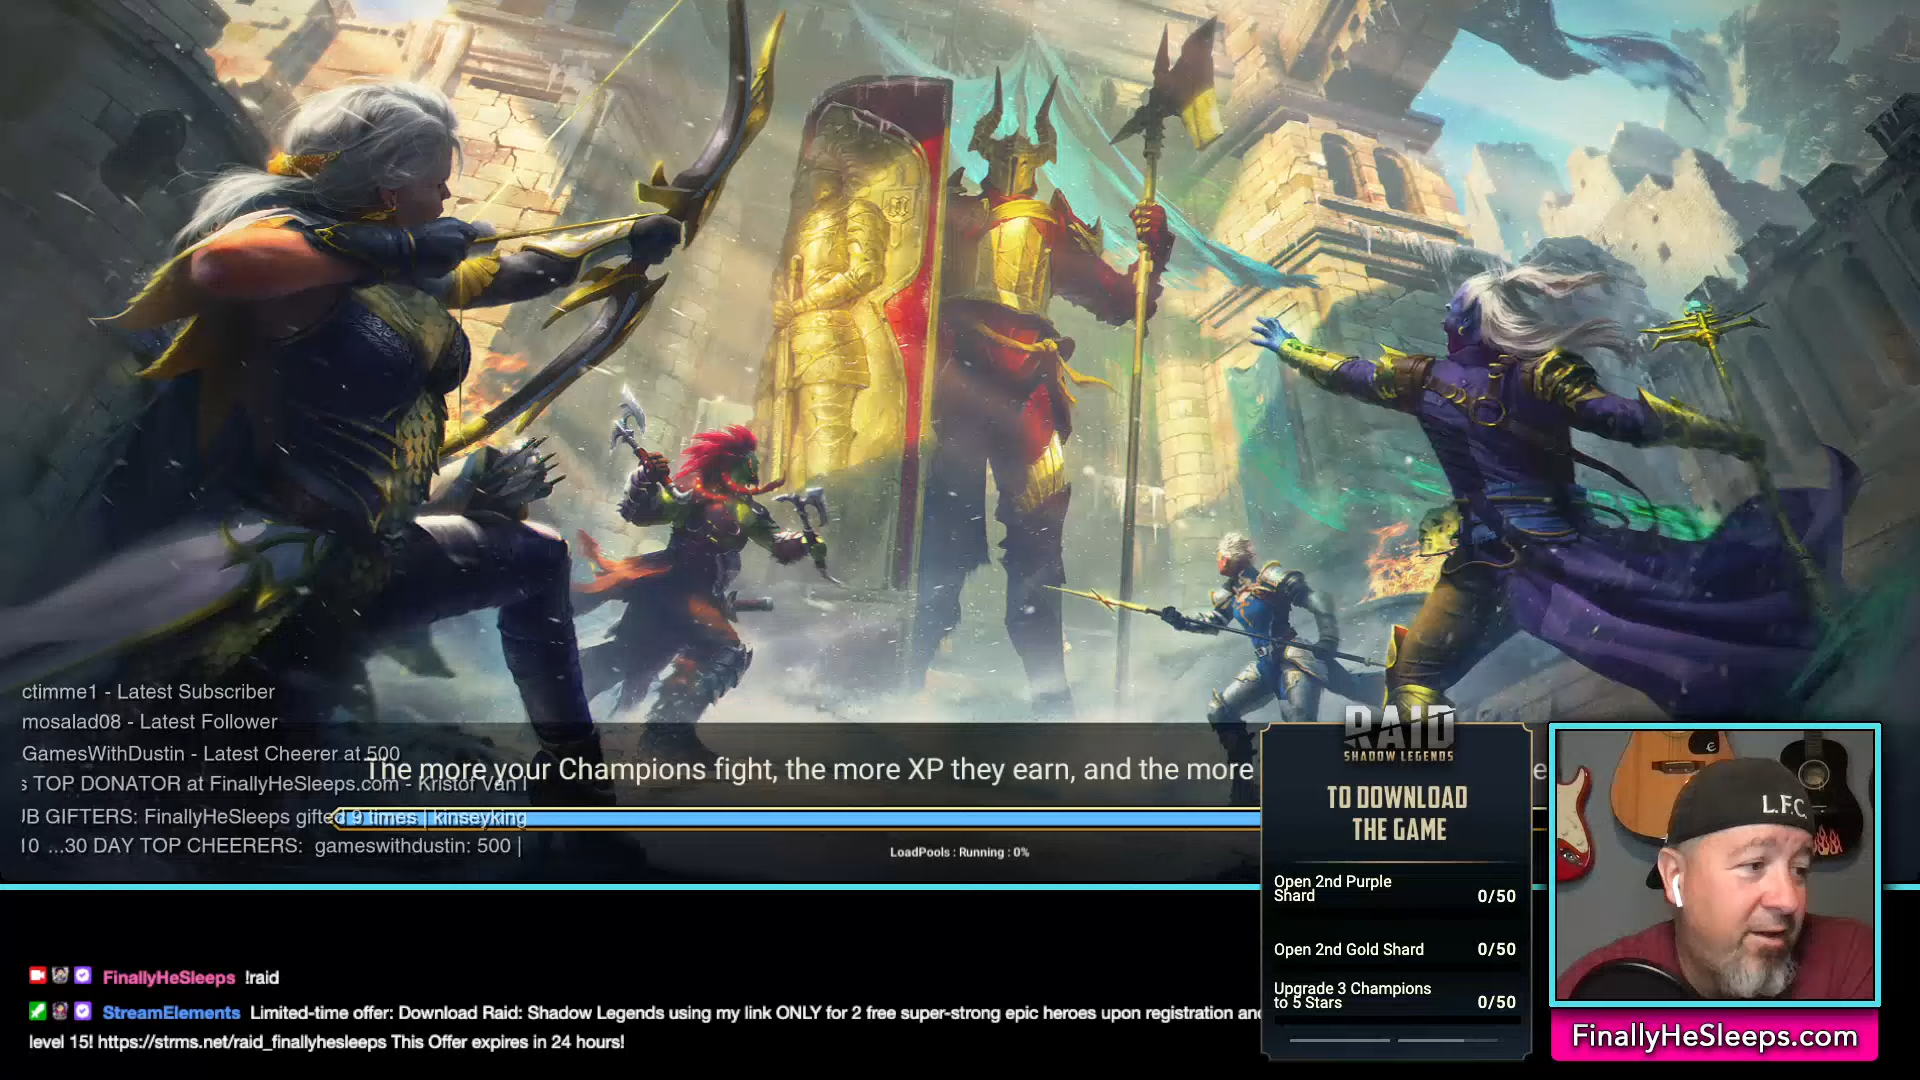 ctimme1 - Latest Subscriber
mosalad08 - Latest Follower
GamesWithDustin - Latest Cheerer at 500
s TOP DONATOR at FinallyHeSleeps.com - Kristof Van
JB GIFTERS: FinallyHeSleeps gifted 9 times | kinseyking
10 ...30 DAY TOP CHEERERS: gameswithdustin: 500 |
The more your Champions fight, the more XP they earn, and the more
LoadPools : Running : 0%
RAID
SHADOW LEGENDS
TO DOWNLOAD
THE GAME
Open 2nd Purple
Shard 0/50
Open 2nd Gold Shard 0/50
Upgrade 3 Champions
to 5 Stars 0/50
L.F.C.
FinallyHeSleeps.com
FinallyHeSleeps !raid
StreamElements Limited-time offer: Download Raid: Shadow Legends using my link ONLY for 2 free super-strong epic heroes upon registration and
level 15! https://strms.net/raid_finallyhesleeps This Offer expires in 24 hours!